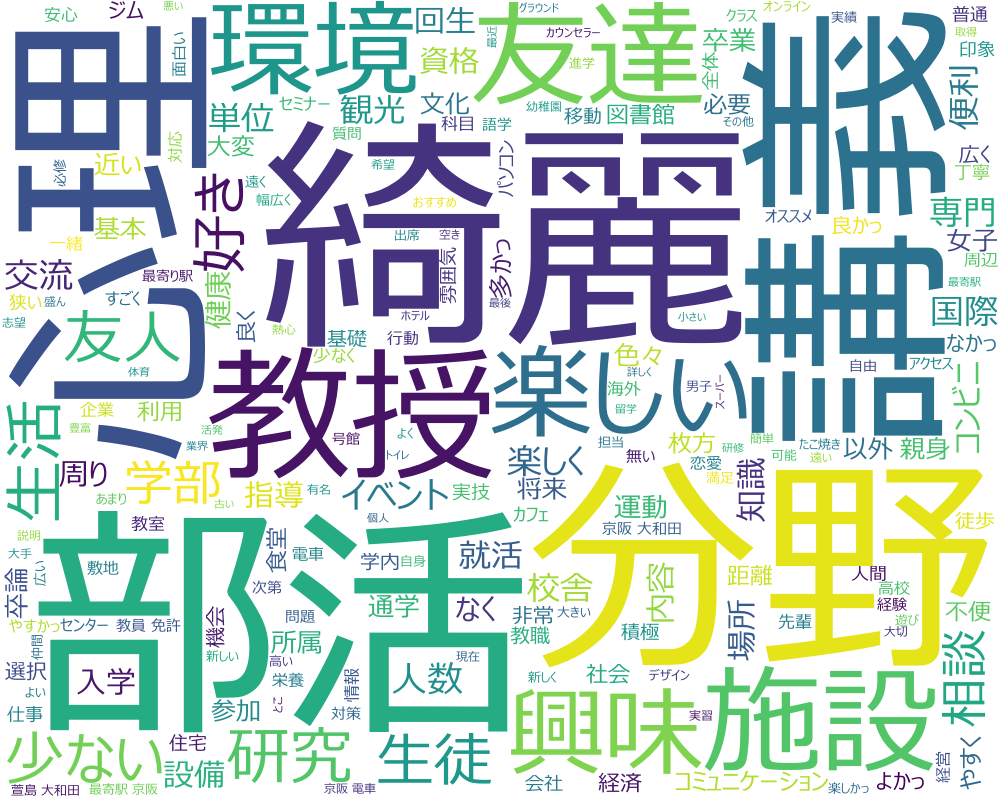 綺麗
心理
講義
部活
分野
教授
環境
友達
楽しい
施設
興味
研究
少ない
生徒
友人
学部
生活
好き
専門
国際
相談
交流
周り
入学
人数
設備
観光
単位
回生
資格
文化
図書館
必要
卒業
便利
女子
印象
普通
安心
ジム
悪い
面白い
対応
近い
必修
基本
大変
セミナー
質問
科目
語学
移動
進学
幼稚園
グラウンド
カウンセラー
最近
クラス
全体
オンライン
その他
実績
取得
広く
丁寧
良かっ
オススメ
周辺
最寄駅
なかっ
アクセス
自由
コンビニ
親身
以外
たこ焼き
遠い
可能
簡単
研修
満足
知識
恋愛
枚方
無い
担当
男子
スーパー
詳しく
留学
海外
色々
小さい
多かっ
最後
空き
雰囲気
パソコン
おすすめ
希望
出席
遠く
幅広く
健康
良く
熱心
基礎
行動
ホテル
少なく
一緒
最寄り駅
すごく
狭い
盛ん
志望
体育
企業
利用
豊富
活発
業界
号館
よく
トイレ
楽しく
将来
カフェ
運動
京阪 大和田
イベント
実技
指導
有名
古い
あまり
教室
個人
食堂
電車
学内
自身
就活
なく
通学
非常
大きい
校舎
内容
距離
場所
人間
徒歩
高校
経験
遊び
大切
先輩
不便
やすく
経営
よかっ
楽しかっ
コミュニケーション
経済
会社
実習
デザイン
新しく
社会
積極
教職
現在
問題
所属
機会
次第
新しい
高い
栄養
こと
情報
対策
参加
住宅
説明
大手
広い
敷地
卒論
やすかっ
センター
教員 免許
仲間
選択
よい
仕事
萱島 大和田
最寄駅 京阪
京阪 電車